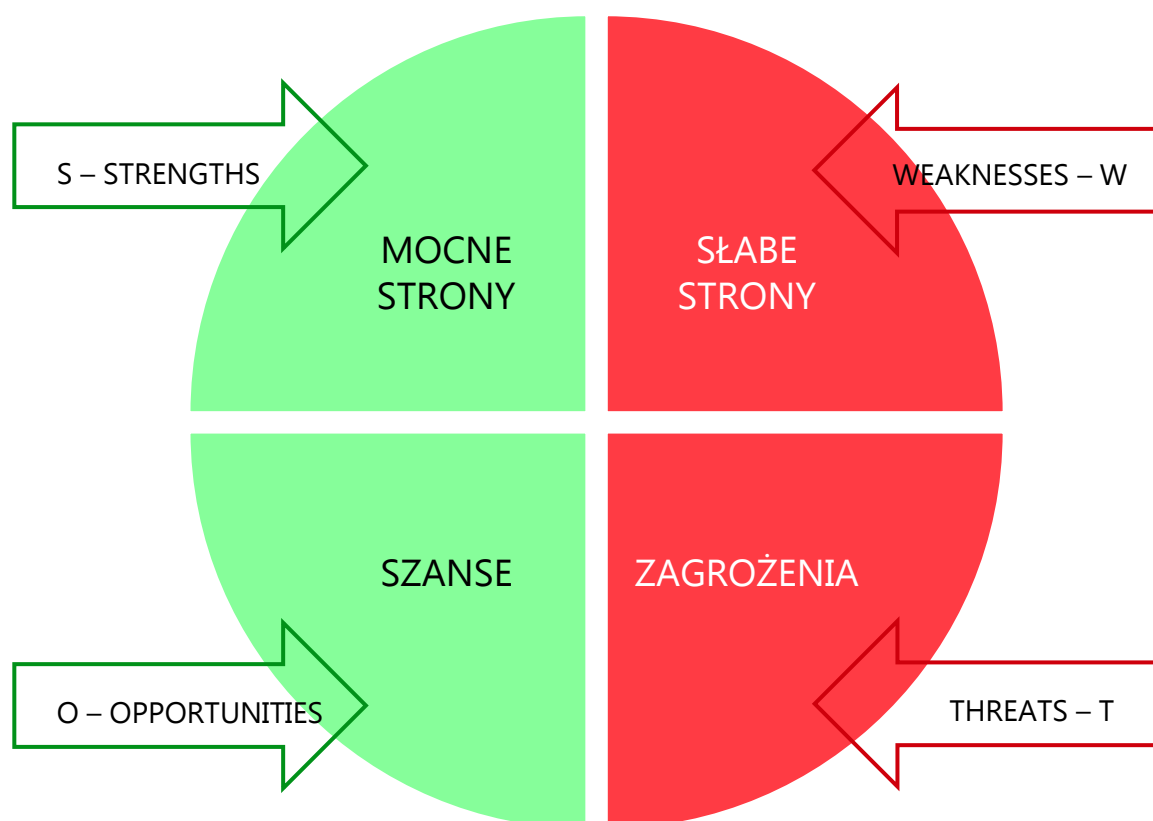 S – STRENGTHS
WEAKNESSES – W
MOCNE
STRONY
SŁABE
STRONY
SZANSE
ZAGROŻENIA
O – OPPORTUNITIES
THREATS – T